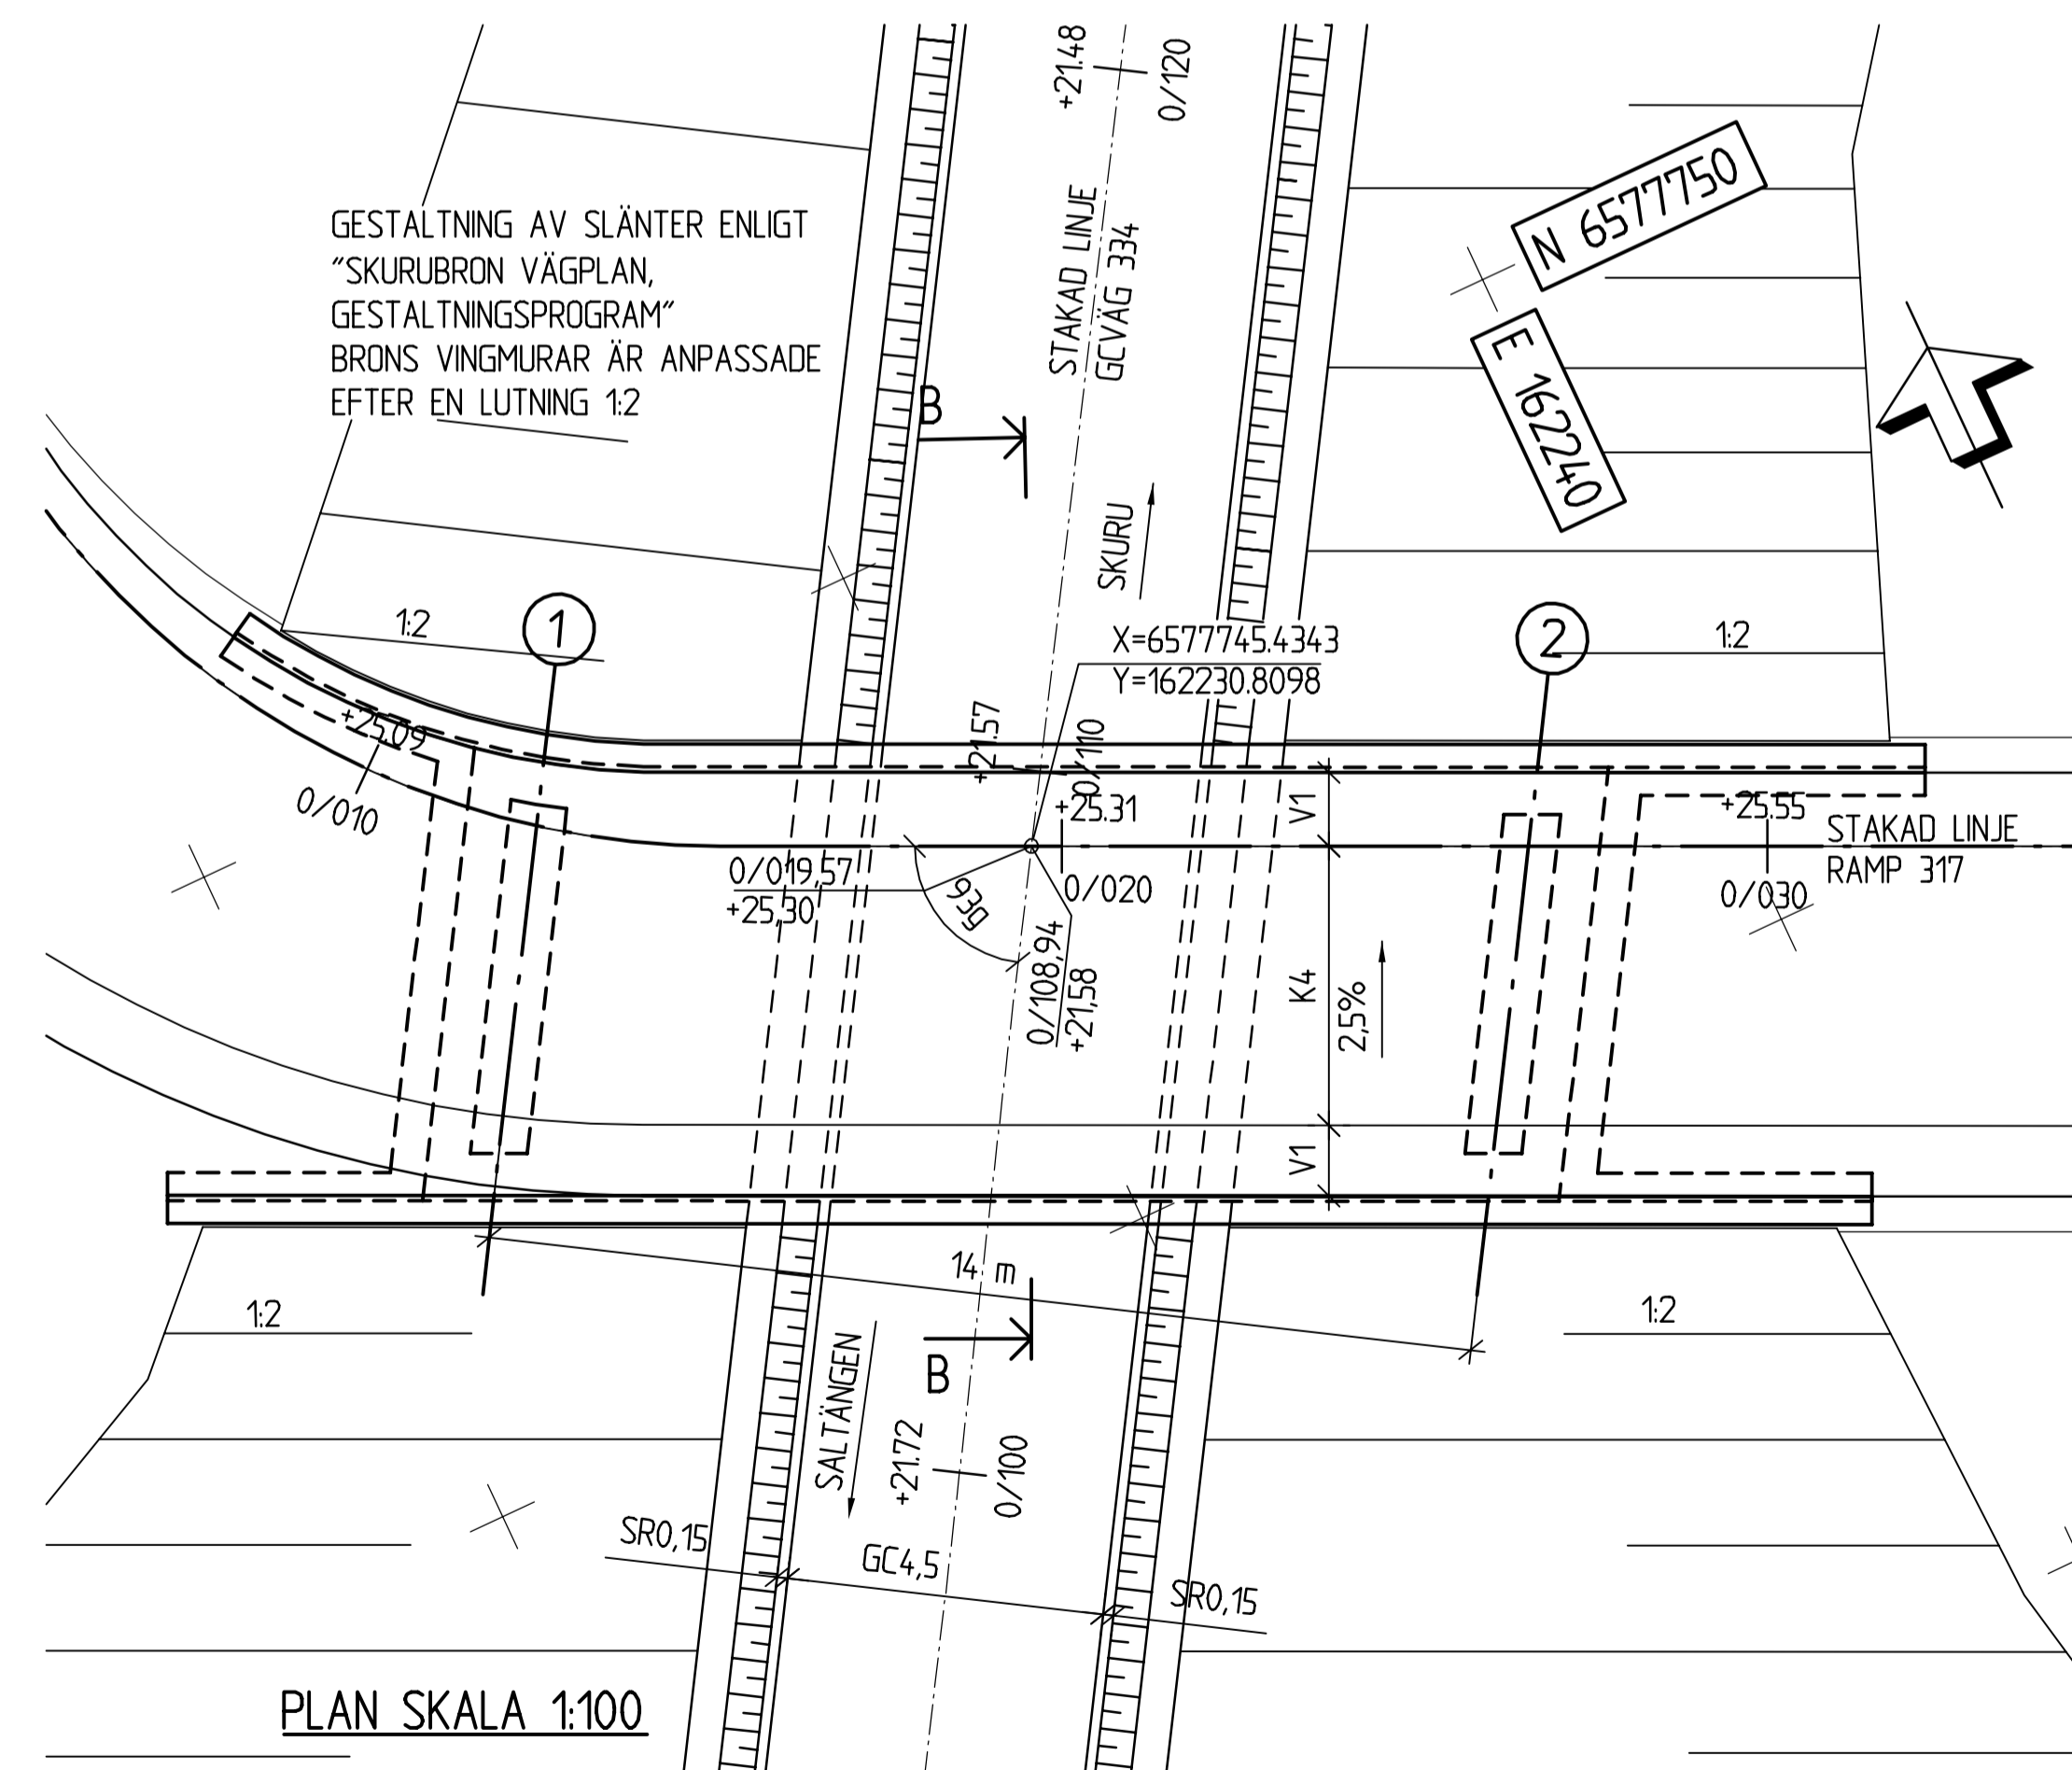 +21.48
0/120
N 6577750
E 162240
GESTALTNING AV SLÄNTER ENLIGT
"SKURUBRON VÄGPLAN,
GESTALTNINGSPROGRAM"
BRONS VINGMURAR ÄR ANPASSADE
EFTER EN LUTNING 1:2
STAKAD LINJE
GCVÄG 334
B
SKURU
1:2
1
X=6577745.4343
Y=162230.8098
2
1:2
+25.09
0/010
+21.57
0/110
+25.31
0/020
V1
+25.55
0/030
STAKAD LINJE
RAMP 317
0/019,57
+25,30
93g
0/108,94
+21,58
K4
2,5%
V1
14 m
1:2
1:2
B
SALTÄNGEN
+21.72
0/100
SR0,15
GC4,5
SR0,15
PLAN SKALA 1:100